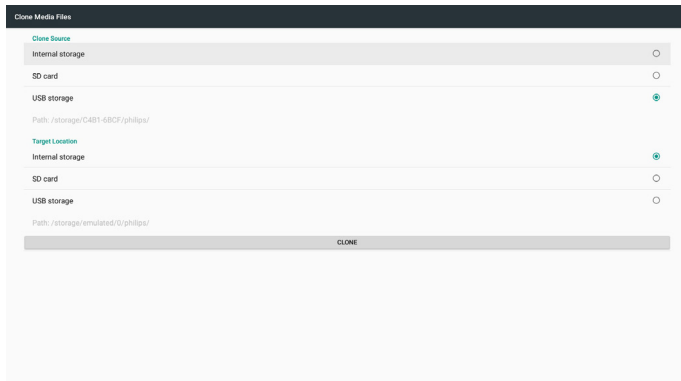 Clone Media Files
Clone Source
Internal storage
SD card
USB storage
Path: /storage/C4B1-6BCF/philips/
Target Location
Internal storage
SD card
USB storage
Path: /storage/emulated/0/philips/
CLONE